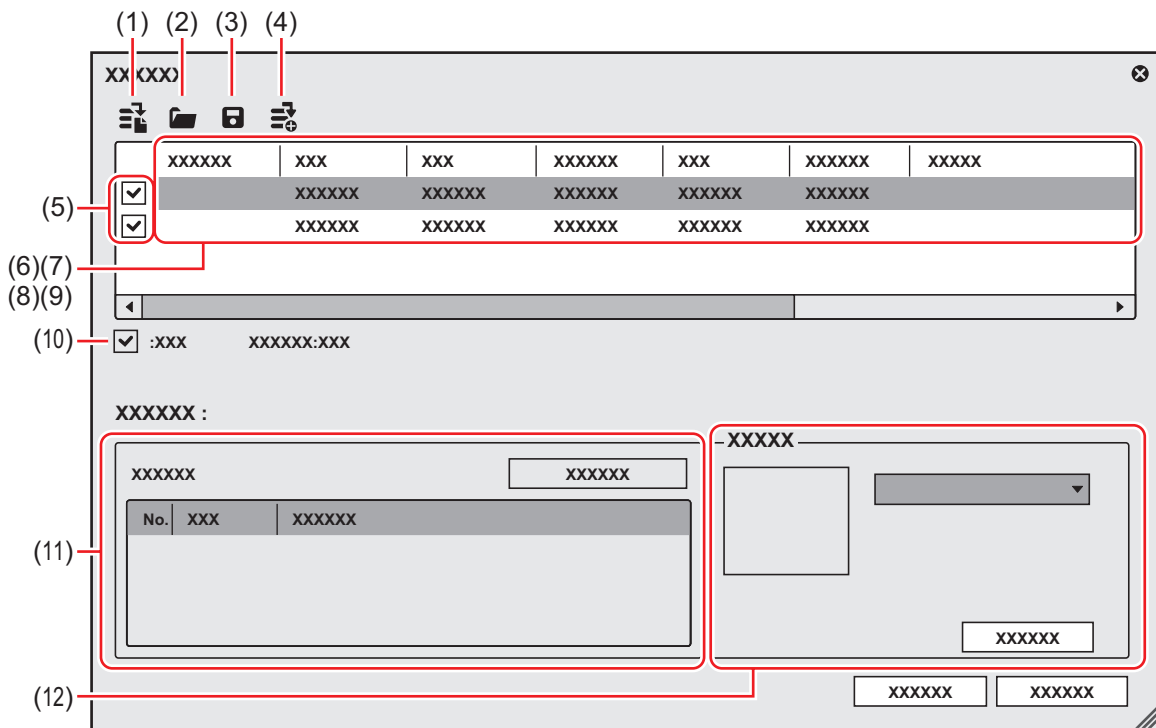 (1) (2) (3) (4)
XXXXXX
XXXXXX XXX XXX XXXXXX XXX XXXXXX XXXXX
(5)
XXXXXX XXXXXX XXXXXX XXXXXX XXXXXX
XXXXXX XXXXXX XXXXXX XXXXXX XXXXXX
(6)(7)
(8)(9)
(10) :XXX XXXXXX:XXX
XXXXXX :
XXXXXX XXXXXX
No. XXX XXXXXX
(11)
XXXXX
XXXXXX
(12)
XXXXXX XXXXXX